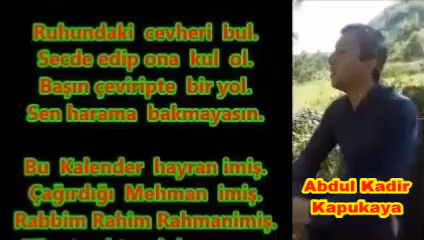 Ruhundaki cevheri bul.
Secde edip ona kul ol.
Başın çeviripte bir yol.
Sen harama bakmayasın.
Bu Kalender hayran imiş.
Çağırdığı Mehman imiş.
Rabbim Rahim Rahmanimiş.
Abdul Kadir
Kapukaya